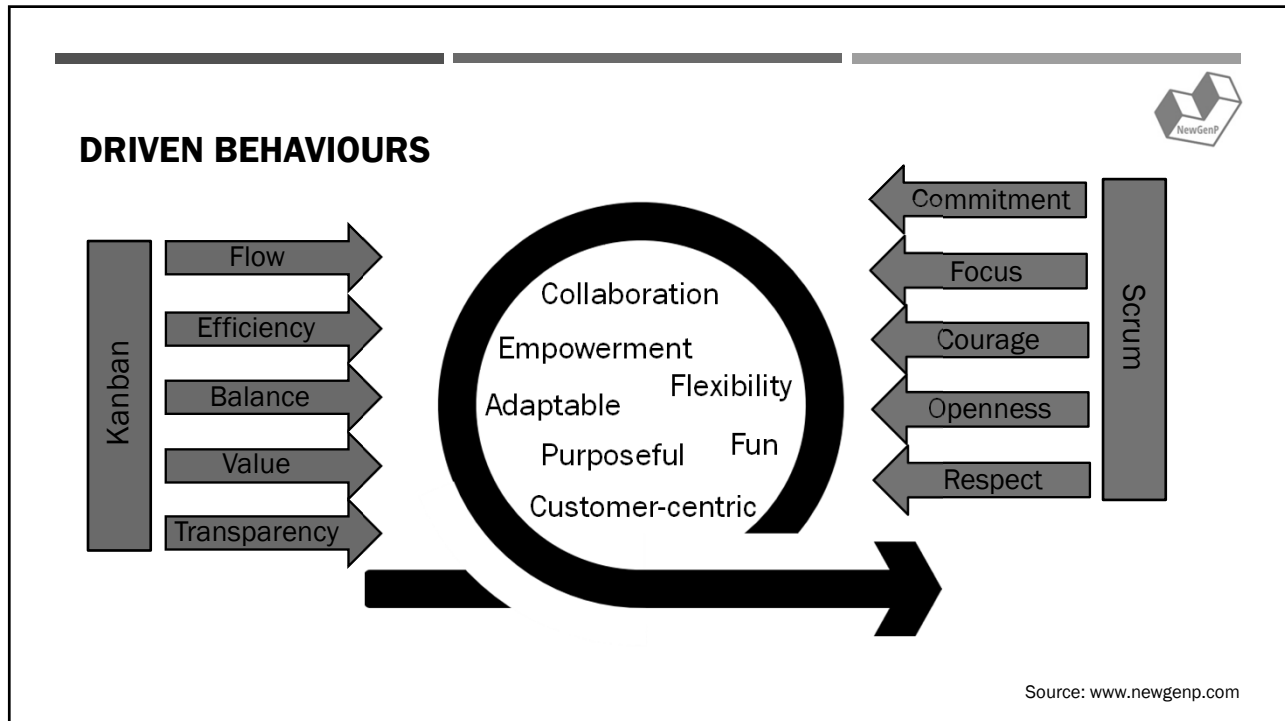 NewGenP
DRIVEN BEHAVIOURS
Kanban
Flow
Efficiency
Balance
Value
Transparency
Collaboration
Empowerment
Flexibility
Adaptable
Fun
Purposeful
Customer-centric
Commitment
Focus
Courage
Openness
Respect
Scrum
Source: www.newgenp.com